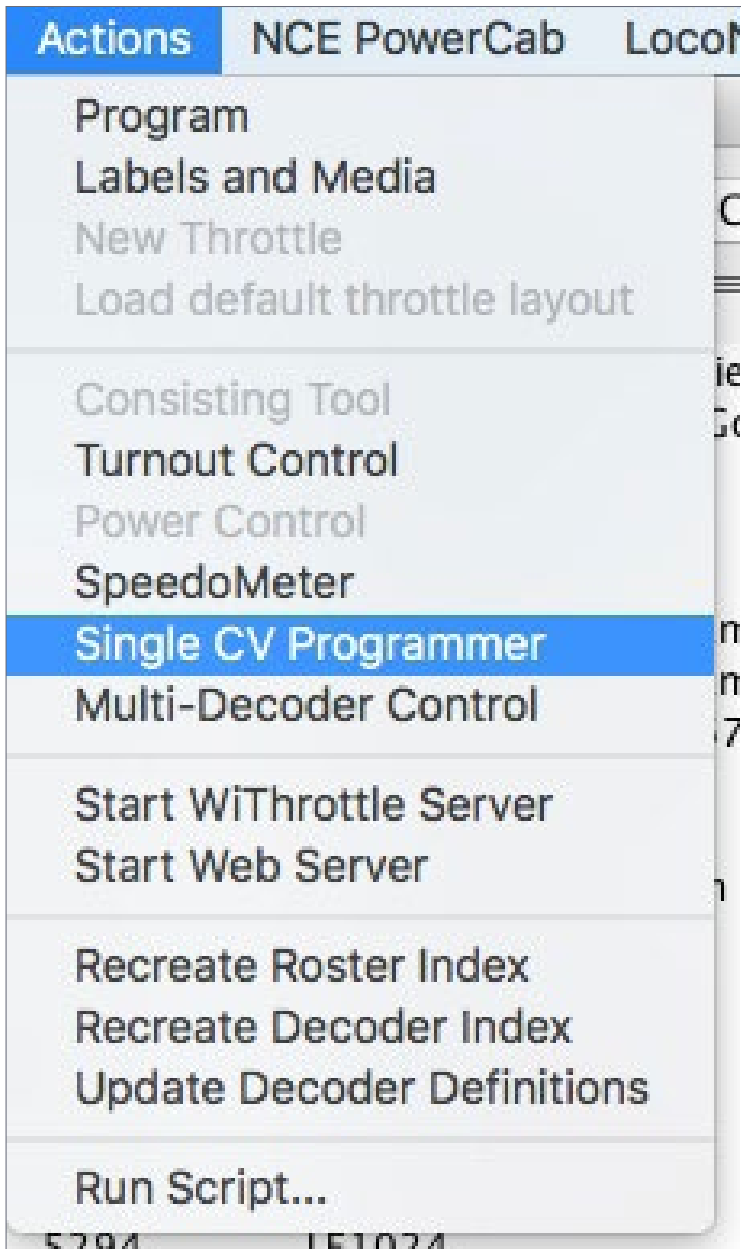 Actions NCE PowerCab
Program
Labels and Media
New Throttle
Load default throttle layout
Consisting Tool
Turnout Control
Power Control
SpeedoMeter
Single CV Programmer
Multi-Decoder Control
Start WiThrottle Server
Start Web Server
Recreate Roster Index
Recreate Decoder Index
Update Decoder Definitions
Run Script...